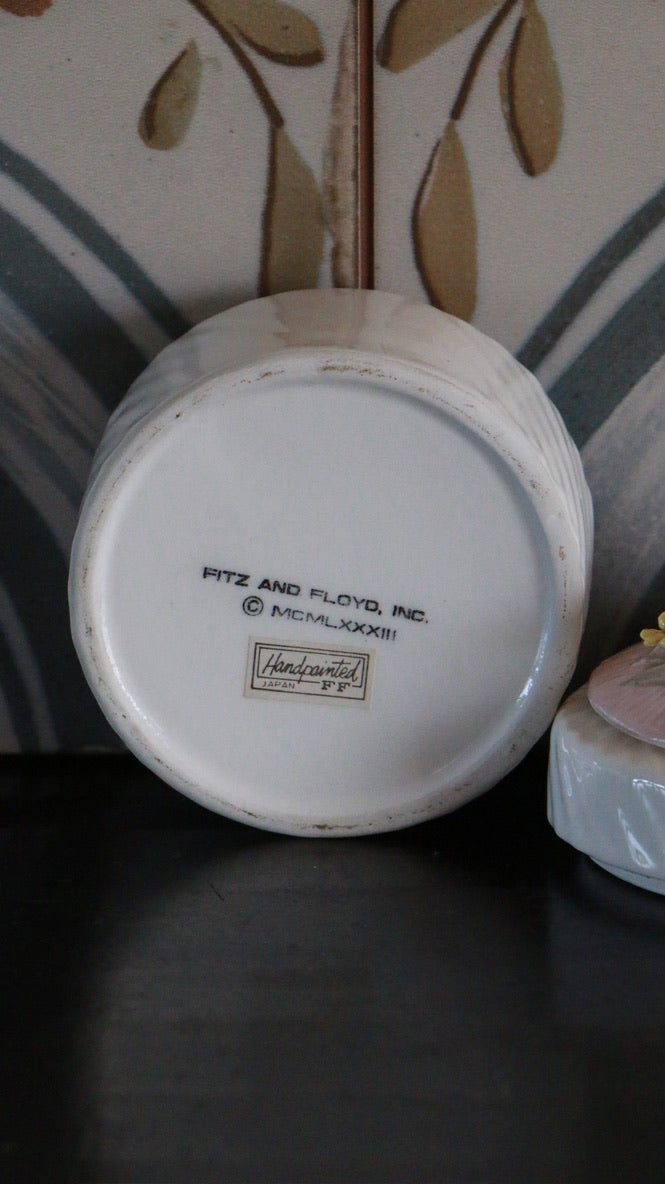 FITZ AND FLOYD, INC.
© MCMLXXXIII
Handpainted
JAPAN FF